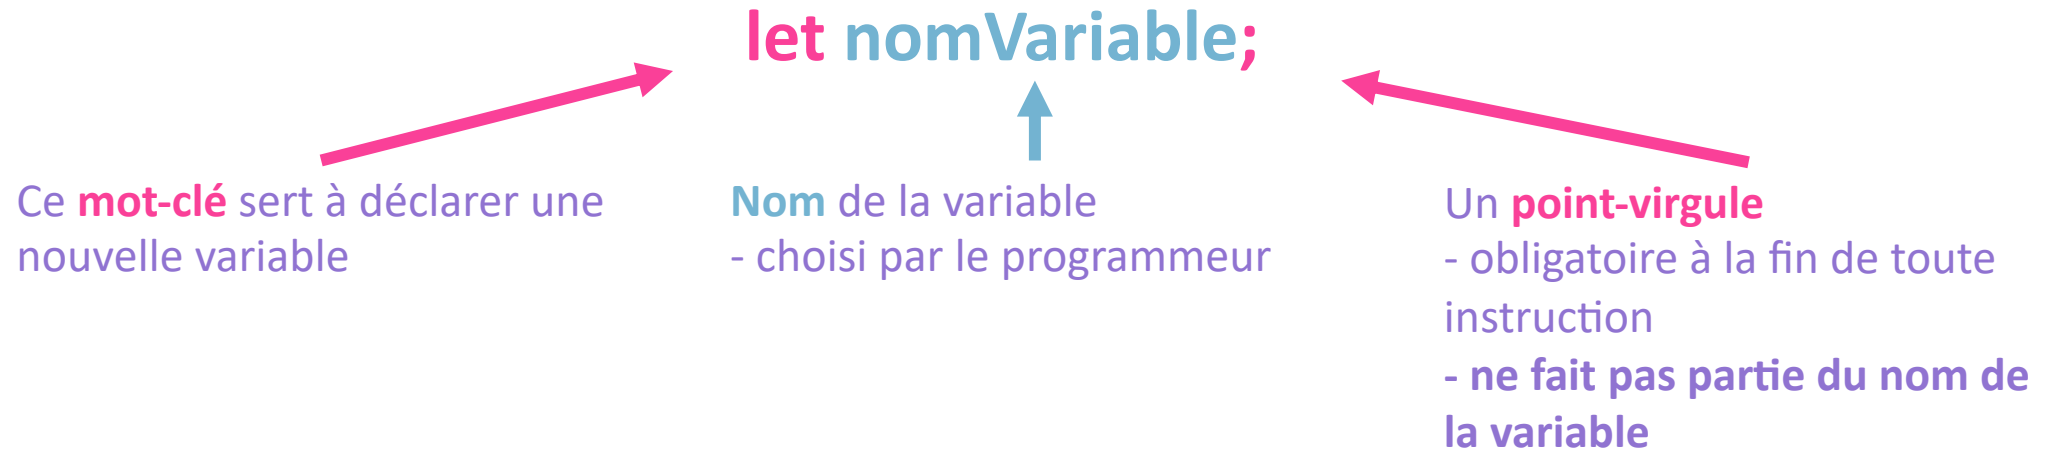 let nomVariable;
Ce mot-clé sert à déclarer une
nouvelle variable
Nom de la variable
- choisi par le programmeur
Un point-virgule
- obligatoire à la fin de toute
instruction
- ne fait pas partie du nom de
la variable